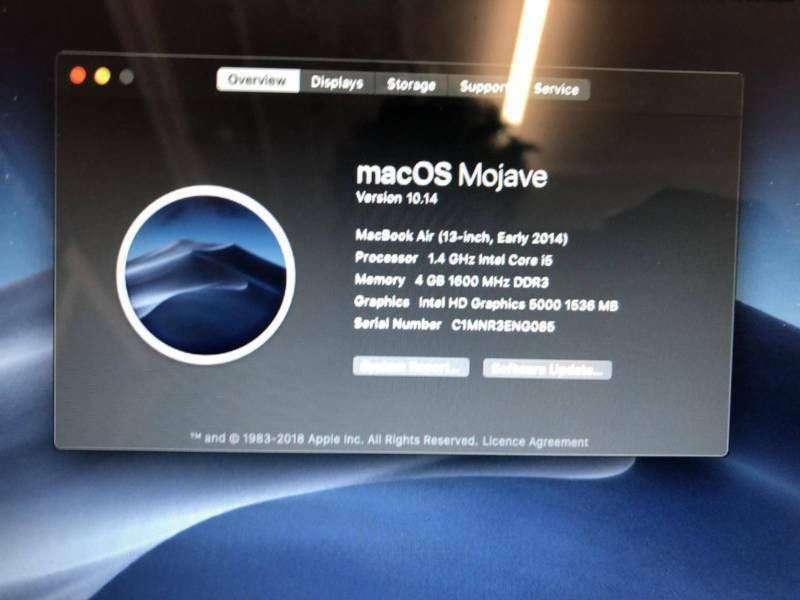 Overview Displays Storage Support Service
macOS Mojave
Version 10.14
MacBook Air (13-inch, Early 2014)
Processor 1.4 GHz Intel Core i5
Memory 4 GB 1600 MHz DDR3
Graphics Intel HD Graphics 5000 1536 MB
Serial Number C1MNR3ENG085
System Report... Software Update...
™ and © 1983-2018 Apple Inc. All Rights Reserved. Licence Agreement